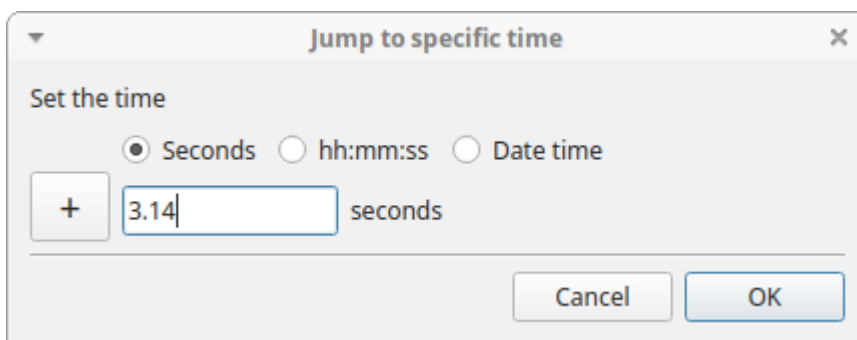 Jump to specific time
Set the time
Seconds hh:mm:ss Date time
+ 3.14 seconds
Cancel OK